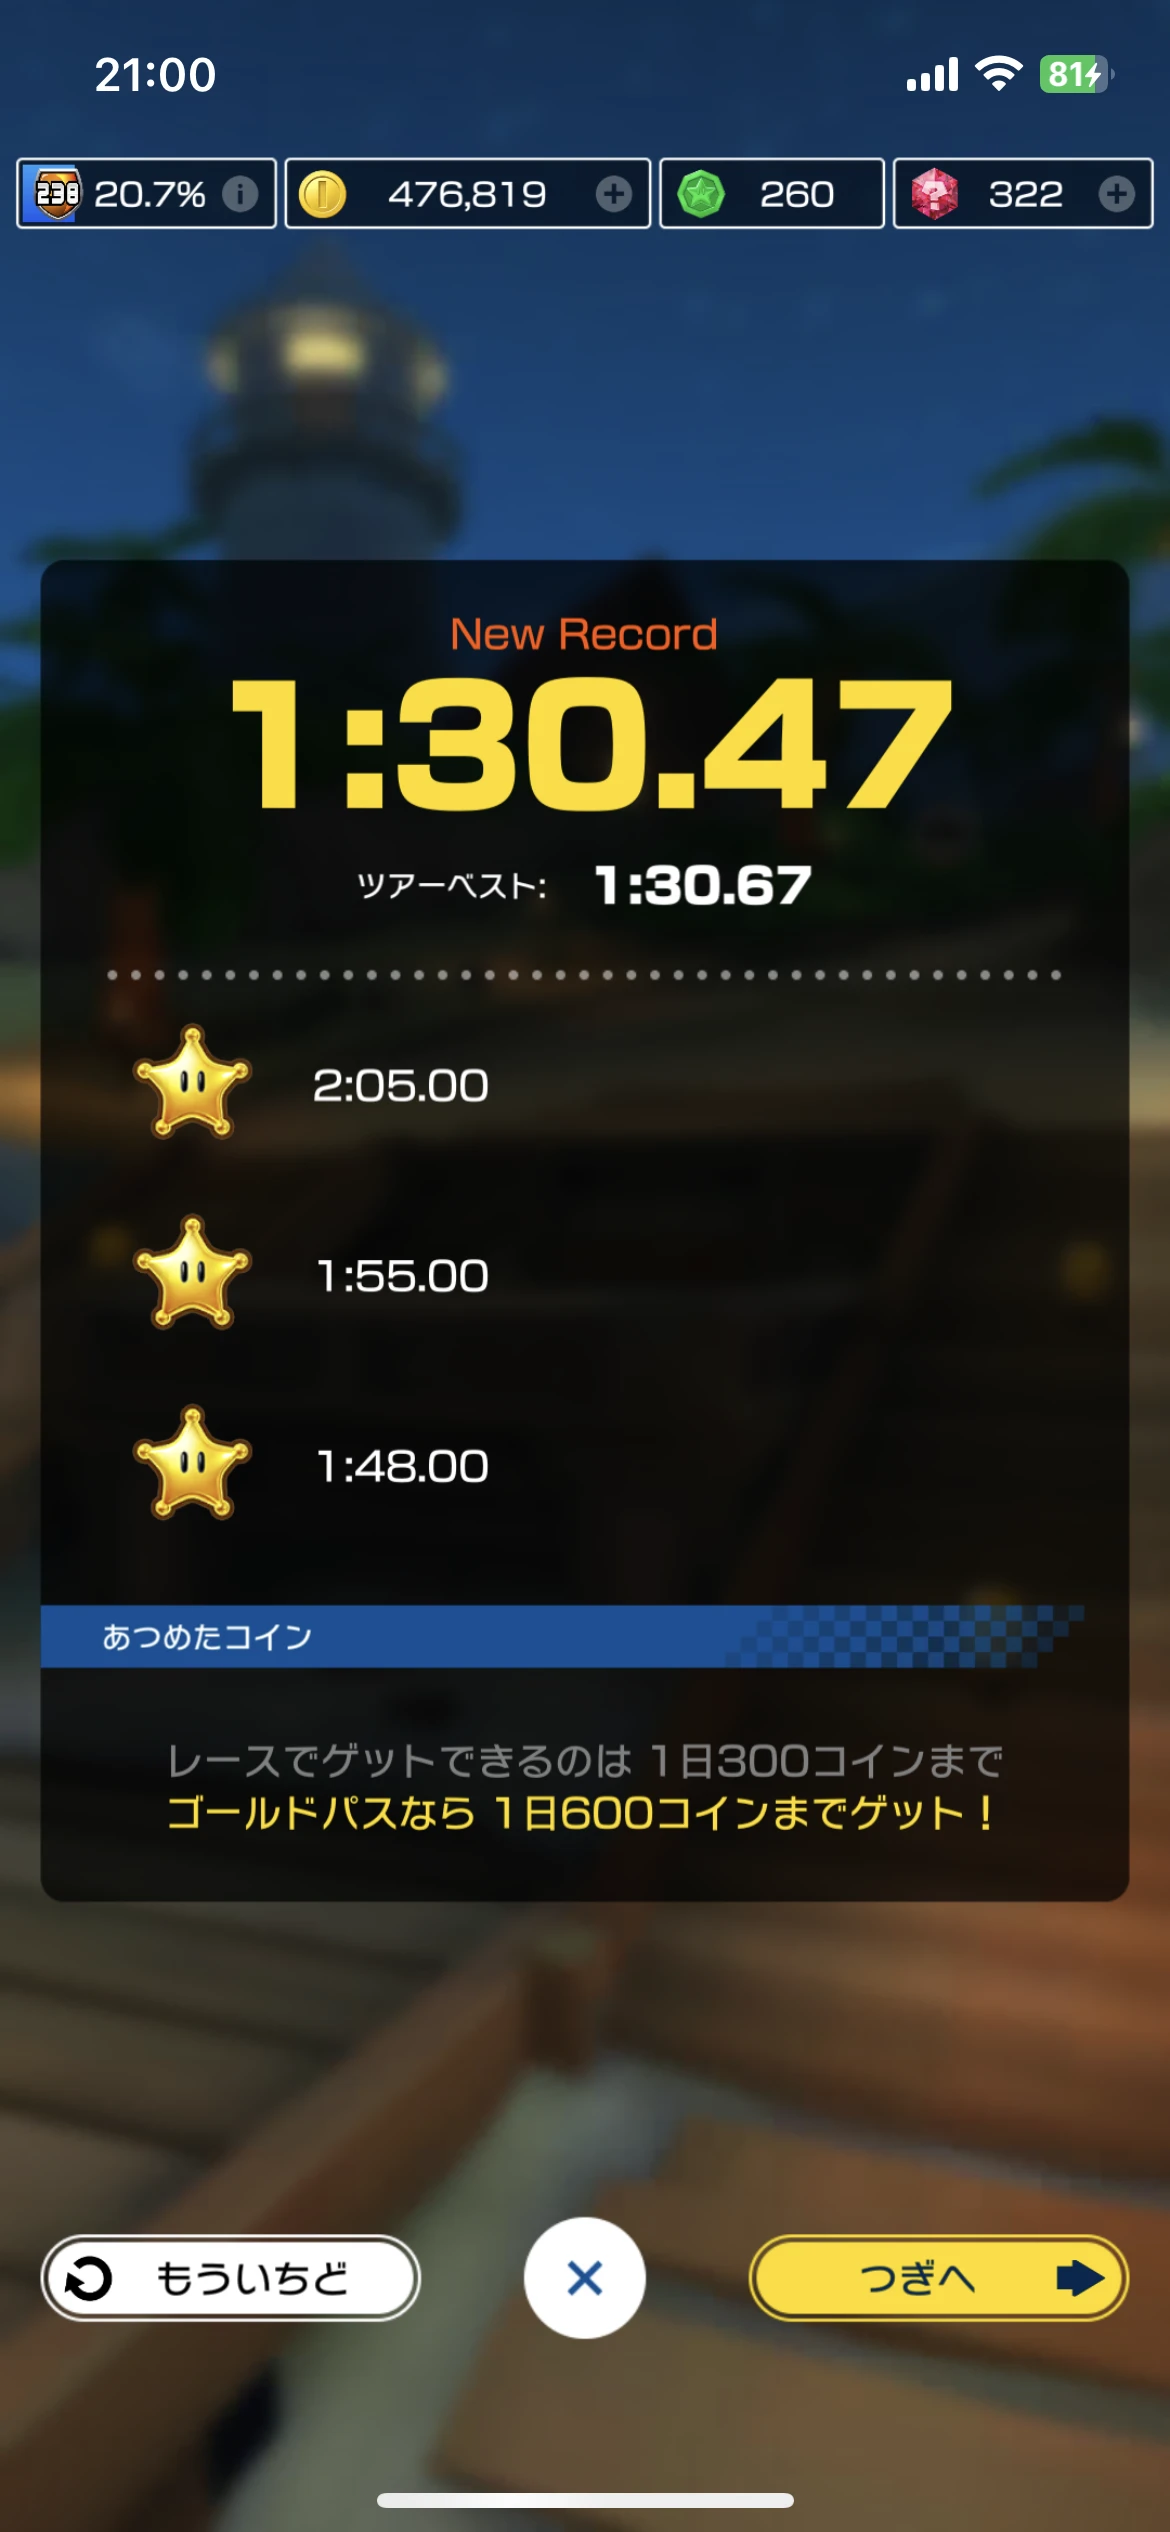 21:00
81
238 20.7% i 476,819 + 260 322 +
New Record
1:30.47
ツアーベスト: 1:30.67
2:05.00
1:55.00
1:48.00
あつめたコイン
レースでゲットできるのは 1日300コインまで
ゴールドパスなら 1日600コインまでゲット!
もういちど
つぎへ